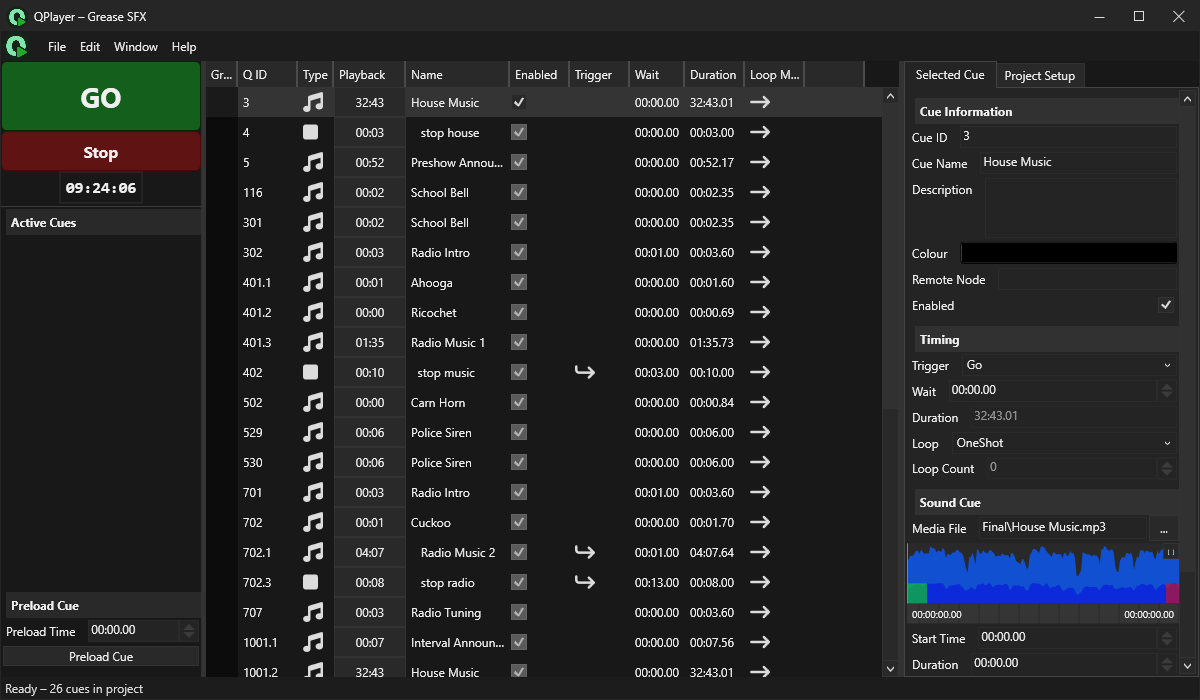 QPlayer – Grease SFX
File Edit Window Help
GO
Stop
09:24:06
Active Cues
Preload Cue
Preload Time 00:00.00
Preload Cue
Gr... Q ID Type Playback Name Enabled Trigger Wait Duration Loop M...
3 32:43 House Music 00:00.00 32:43.01
4 00:03 stop house 00:00.00 00:03.00
5 00:52 Preshow Annou... 00:00.00 00:52.17
116 00:02 School Bell 00:00.00 00:02.35
301 00:02 School Bell 00:00.00 00:02.35
302 00:03 Radio Intro 00:01.00 00:03.60
401.1 00:01 Ahooga 00:00.00 00:01.60
401.2 00:00 Ricochet 00:00.00 00:00.69
401.3 01:35 Radio Music 1 00:00.00 01:35.73
402 00:10 stop music 00:03.00 00:10.00
502 00:00 Carn Horn 00:00.00 00:00.84
529 00:06 Police Siren 00:00.00 00:06.00
530 00:06 Police Siren 00:00.00 00:06.00
701 00:03 Radio Intro 00:01.00 00:03.60
702 00:01 Cuckoo 00:00.00 00:01.70
702.1 04:07 Radio Music 2 00:01.00 04:07.64
702.3 00:08 stop radio 00:13.00 00:08.00
707 00:03 Radio Tuning 00:00.00 00:03.60
1001.1 00:07 Interval Announ... 00:00.00 00:07.56
1001.2 32:43 House Music 00:00.00 32:43.01
Selected Cue Project Setup
Cue Information
Cue ID 3
Cue Name House Music
Description
Colour
Remote Node
Enabled
Timing
Trigger Go
Wait 00:00.00
Duration 32:43.01
Loop OneShot
Loop Count 0
Sound Cue
Media File Final\House Music.mp3 ...
00:00:00.00 00:00:00.00
Start Time 00:00.00
Duration 00:00.00
Ready – 26 cues in project